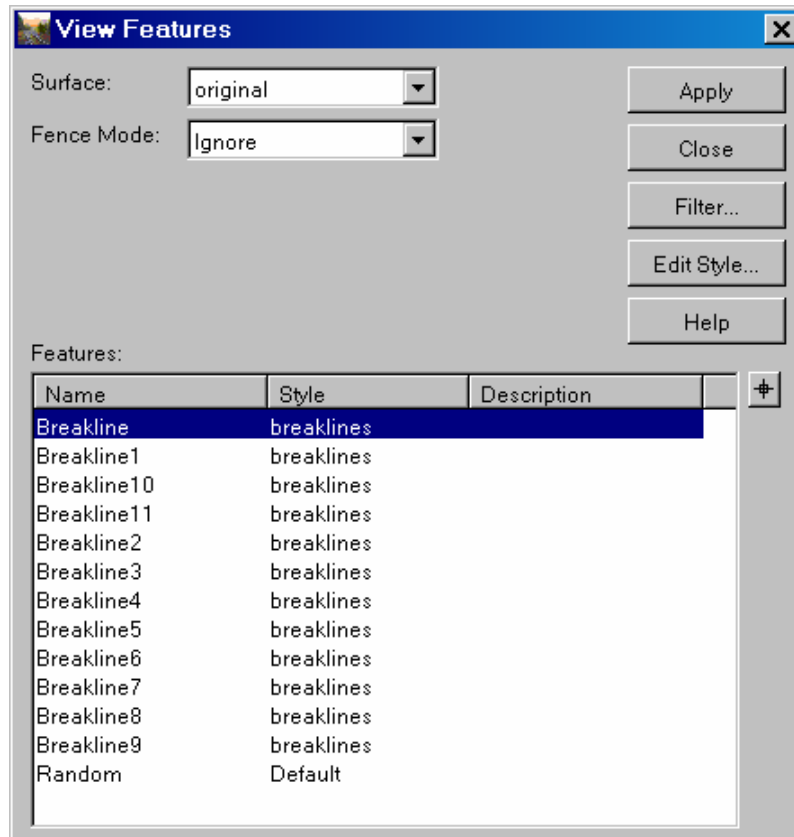 View Features
Surface: original Apply
Fence Mode: Ignore Close
Filter...
Edit Style...
Help
Features:
Name Style Description
Breakline breaklines
Breakline1 breaklines
Breakline10 breaklines
Breakline11 breaklines
Breakline2 breaklines
Breakline3 breaklines
Breakline4 breaklines
Breakline5 breaklines
Breakline6 breaklines
Breakline7 breaklines
Breakline8 breaklines
Breakline9 breaklines
Random Default